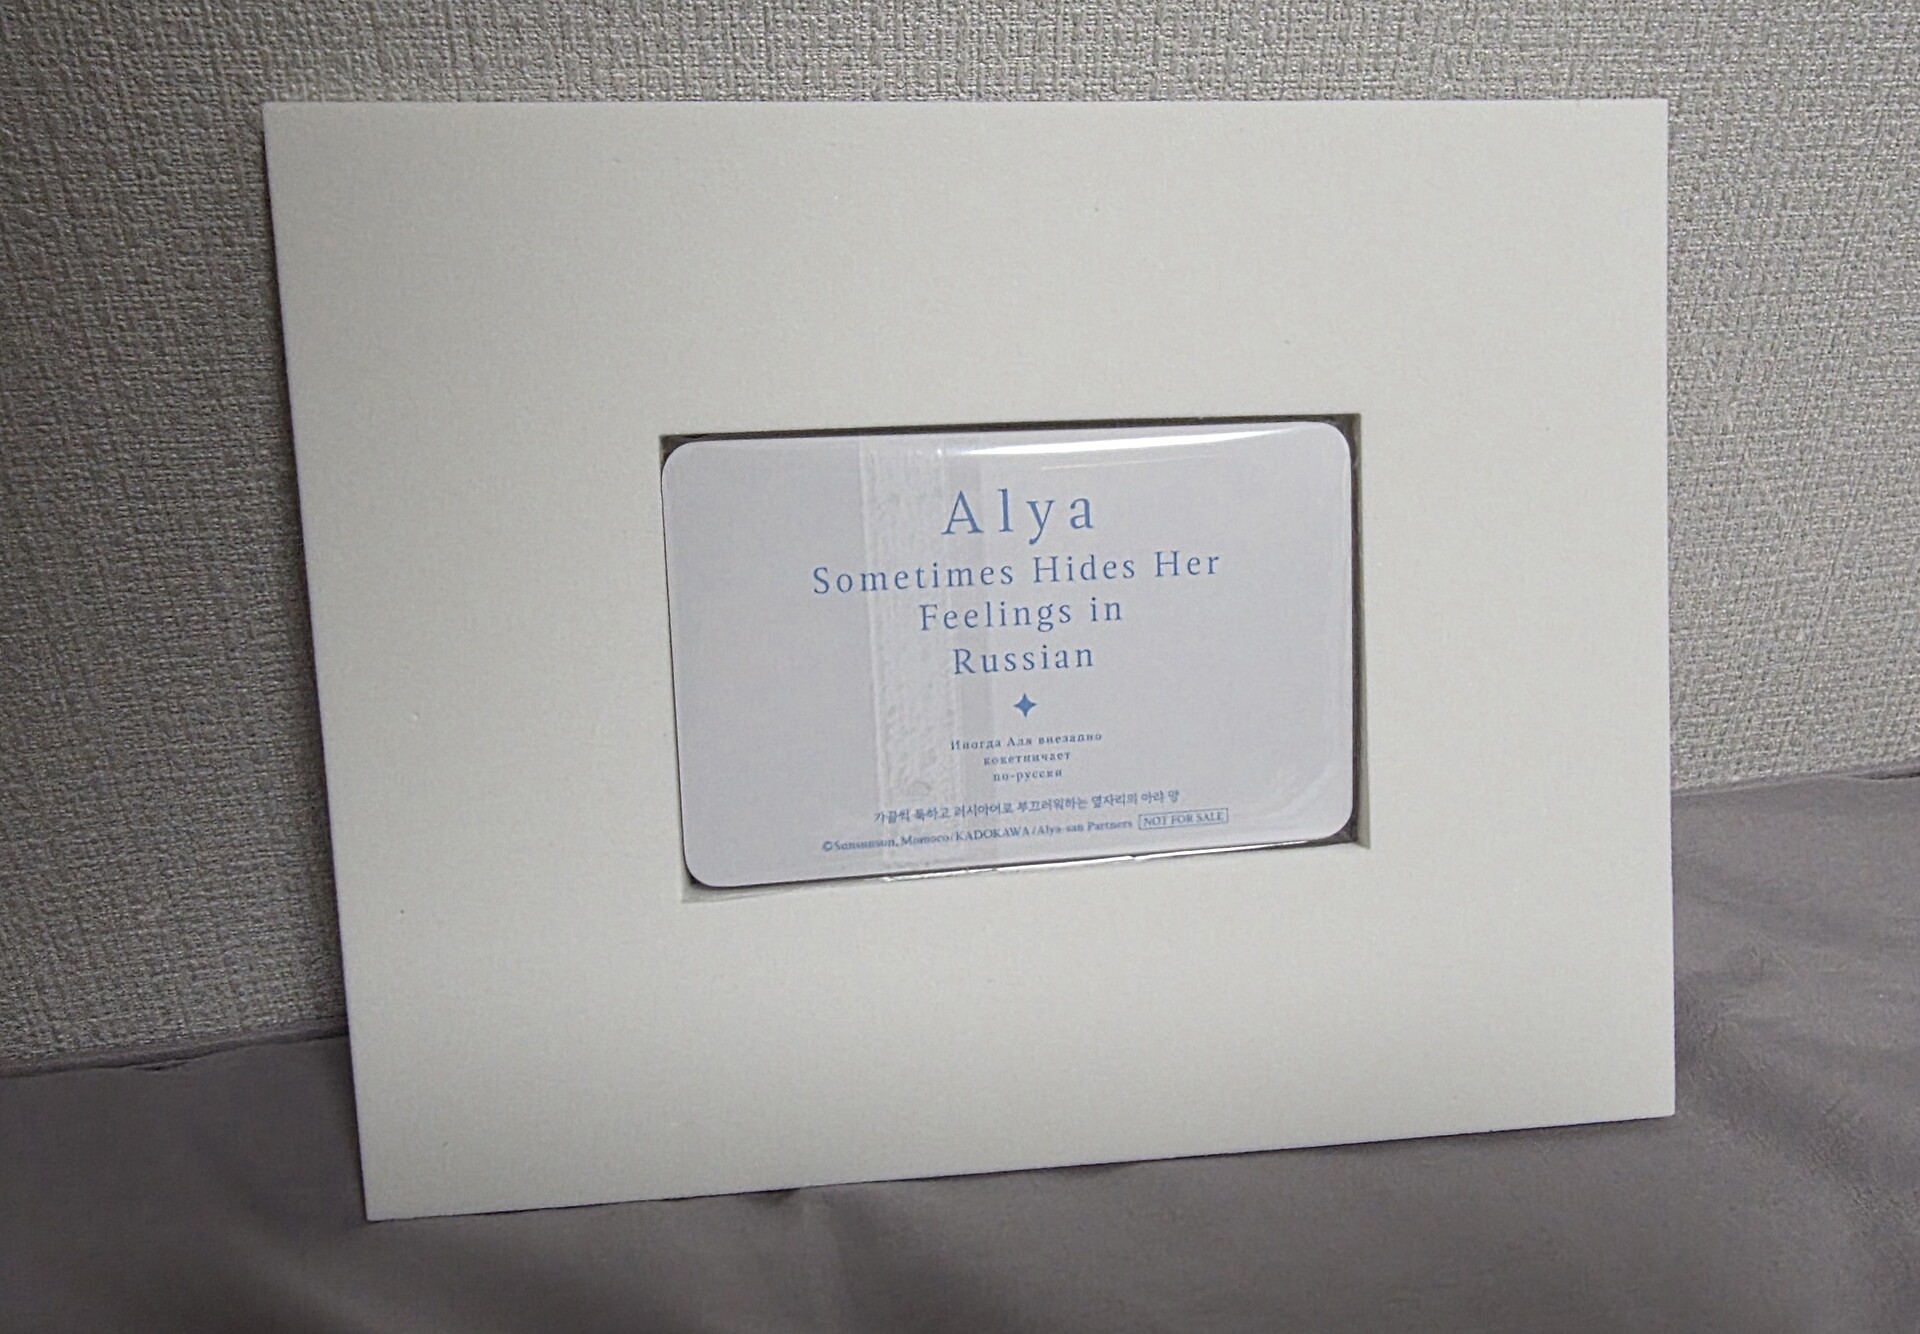 Alya
Sometimes Hides Her
Feelings in
Russian
Иногда Аля внезапно
кокетничает
по-русски
가끔씩 툭하고 러시아어로 부끄러워하는 옆자리의 아랴 양
©Sunsunsun, Momoco/KADOKAWA/Alya-san Partners NOT FOR SALE